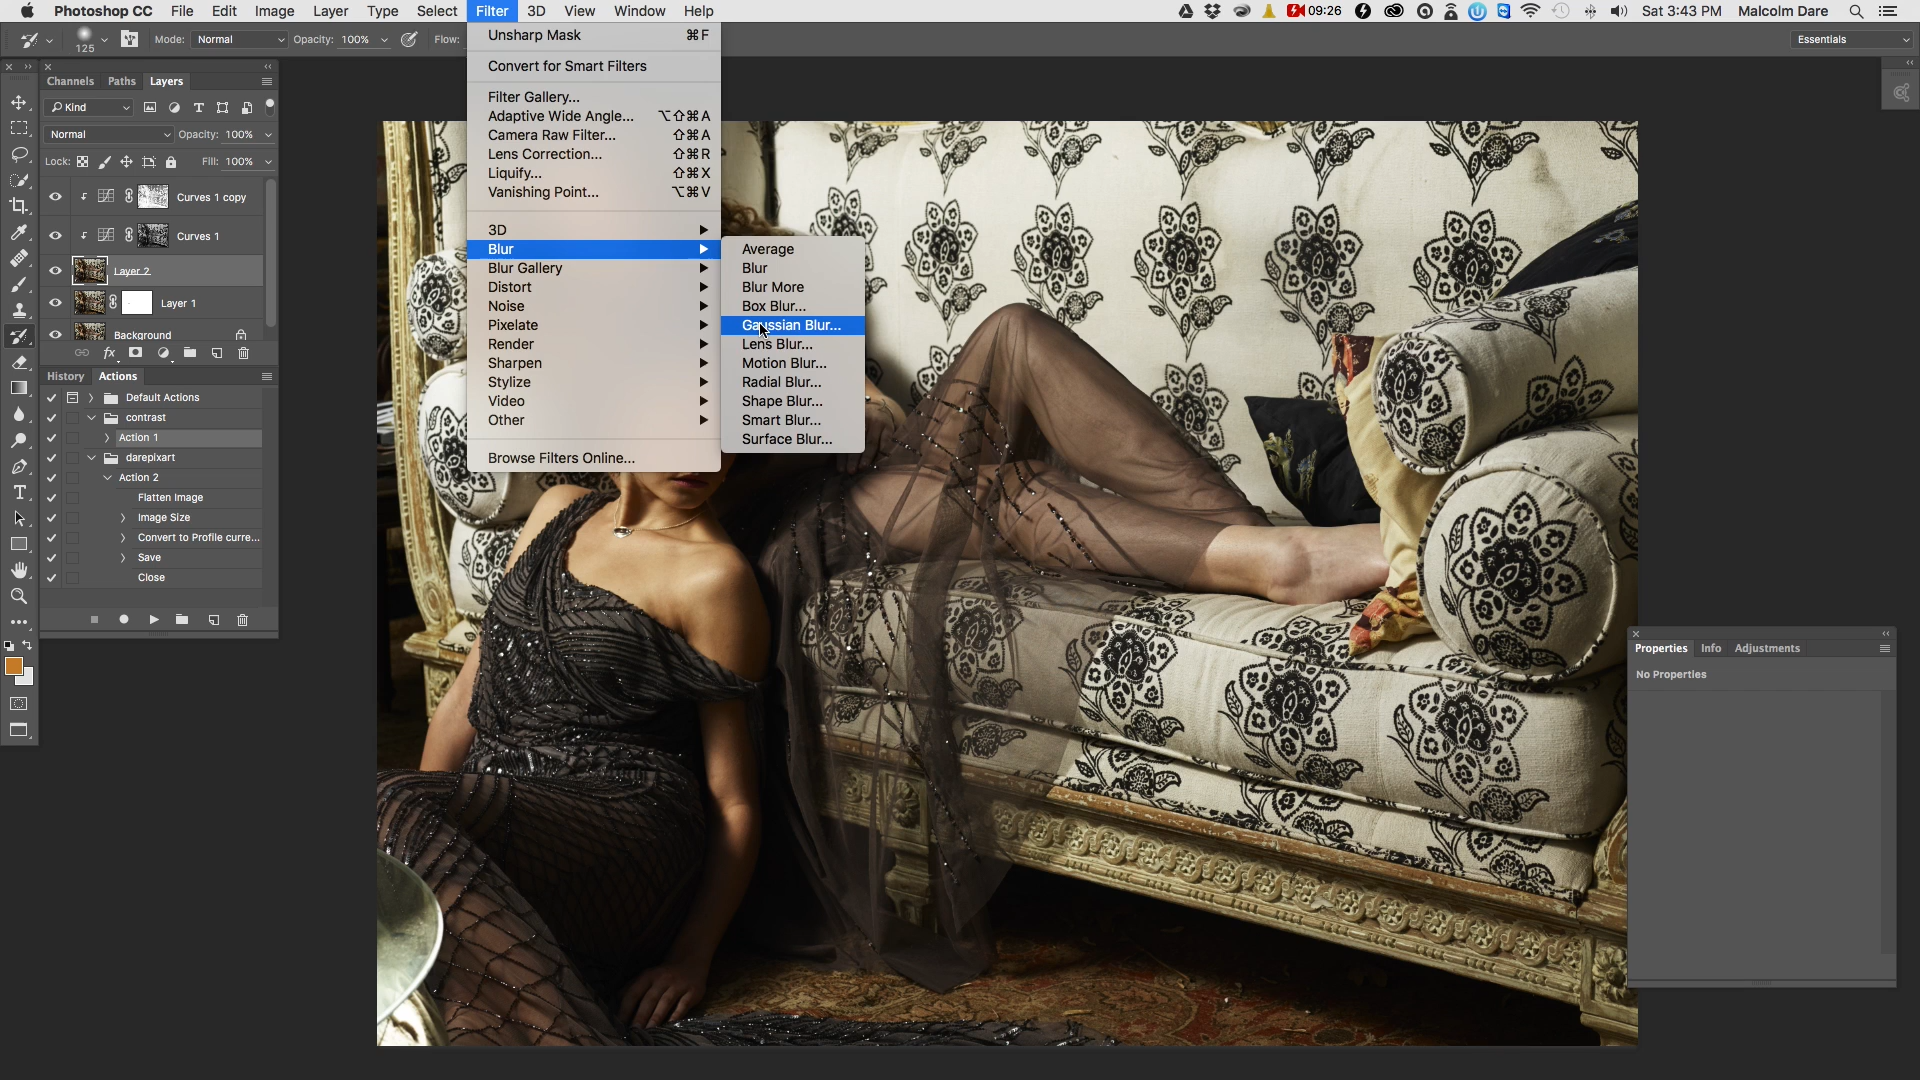 Photoshop CC File Edit Image Layer Type Select Filter 3D View Window Help 09:26 Sat 3:43 PM Malcolm Dare
125 Mode: Normal Opacity: 100% Flow: Essentials
Channels Paths Layers
Kind
Normal Opacity: 100%
Lock: Fill: 100%
Curves 1 copy
Curves 1
Layer 2
Layer 1
Background
fx
History Actions
Default Actions
contrast
Action 1
darepixart
Action 2
Flatten Image
Image Size
Convert to Profile curre...
Save
Close
Unsharp Mask ⌘F
Convert for Smart Filters
Filter Gallery...
Adaptive Wide Angle... ⌥⇧⌘A
Camera Raw Filter... ⇧⌘A
Lens Correction... ⇧⌘R
Liquify... ⇧⌘X
Vanishing Point... ⌥⌘V
3D
Blur
Blur Gallery
Distort
Noise
Pixelate
Render
Sharpen
Stylize
Video
Other
Browse Filters Online...
Average
Blur
Blur More
Box Blur...
Gaussian Blur...
Lens Blur...
Motion Blur...
Radial Blur...
Shape Blur...
Smart Blur...
Surface Blur...
Properties Info Adjustments
No Properties